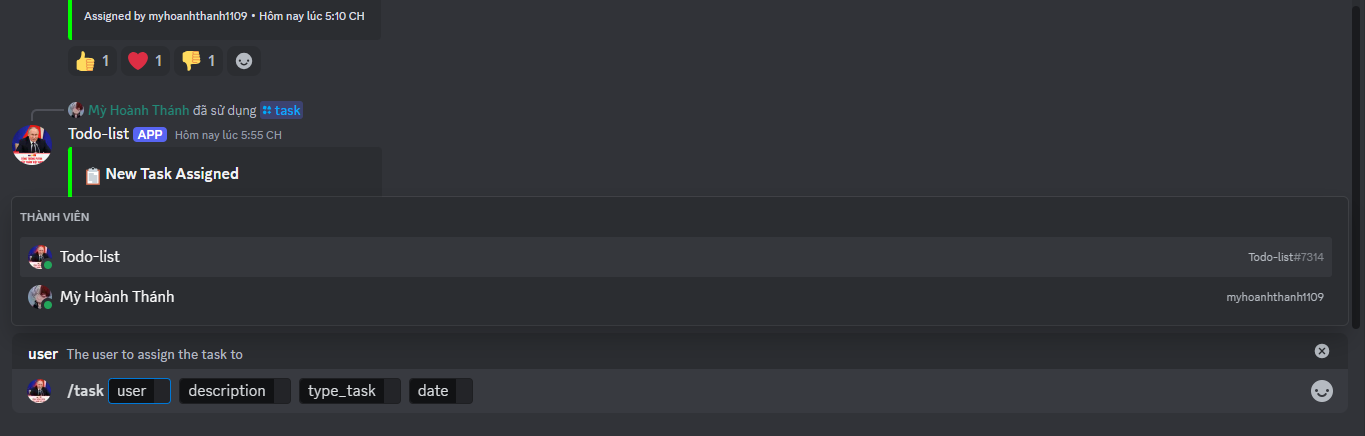 Assigned by myhoanhthanh1109 • Hôm nay lúc 5:10 CH
1 1 1
Mỳ Hoành Thánh đã sử dụng task
Todo-list APP Hôm nay lúc 5:55 CH
New Task Assigned
THÀNH VIÊN
Todo-list Todo-list#7314
Mỳ Hoành Thánh myhoanhthanh1109
user The user to assign the task to
/task user description type_task date